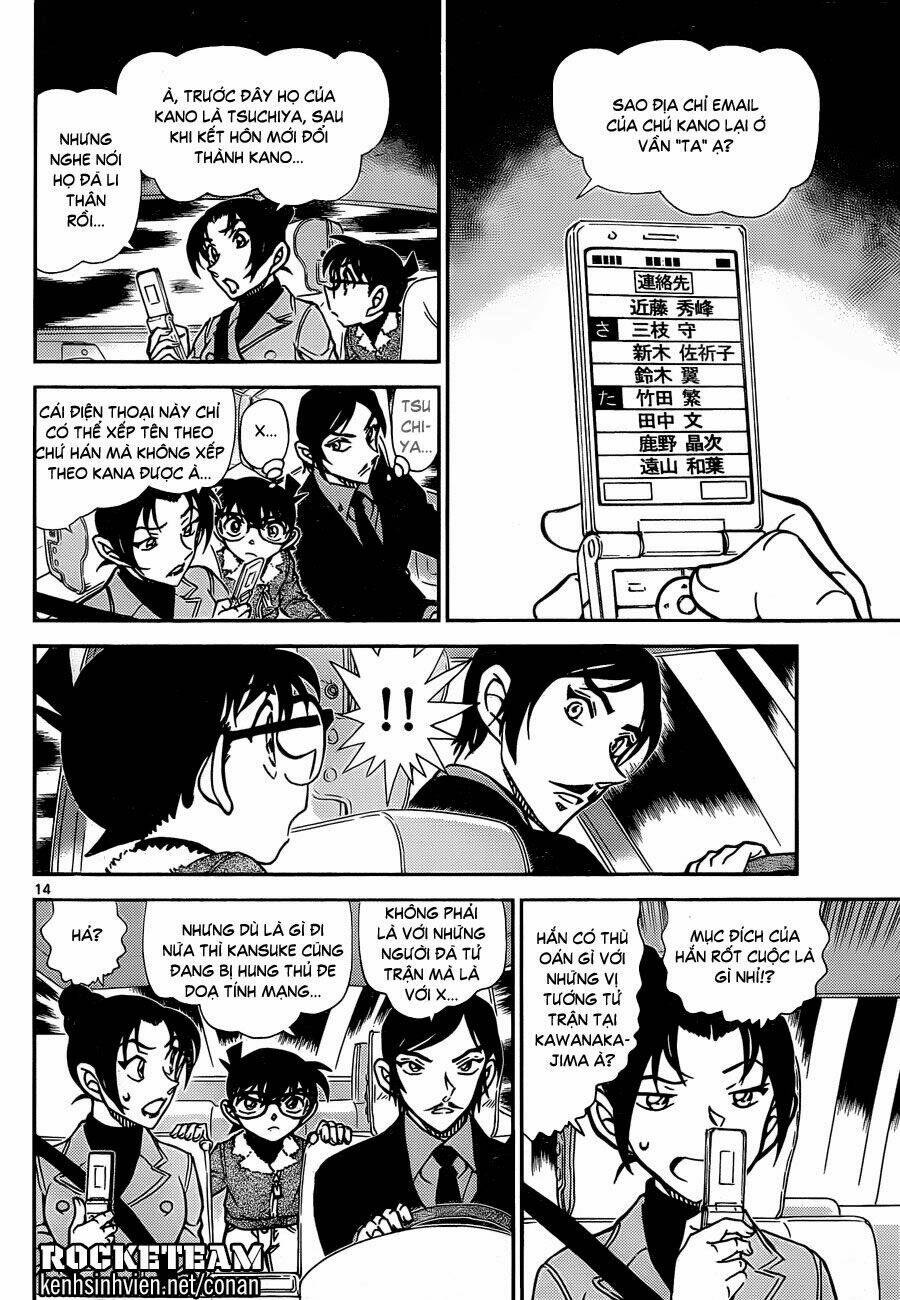 À, TRƯỚC ĐÂY HỌ CỦA
KANO LÀ TSUCHIYA, SAU
KHI KẾT HÔN MỚI ĐỔI
THÀNH KANO...
NHƯNG
NGHE NÓI
HỌ ĐÃ LI
THÂN
RỒI...
SAO ĐỊA CHỈ EMAIL
CỦA CHÚ KANO LẠI Ở
VẦN "TA" Ạ?
連絡先
近藤 秀峰
さ 三枝 守
新木 佐祈子
鈴木 翼
た 竹田 繁
田中 文
鹿野 晶次
遠山 和葉
CÁI ĐIỆN THOẠI NÀY CHỈ
CÓ THỂ XẾP TÊN THEO
CHỮ HÁN MÀ KHÔNG XẾP
THEO KANA ĐƯỢC À...
X...
TSU
CHI-
YA...
!!
14
HÁ?
NHƯNG DÙ LÀ GÌ ĐI
NỮA THÌ KANSUKE CŨNG
ĐANG BỊ HUNG THỦ ĐE
DOẠ TÍNH MẠNG...
KHÔNG PHẢI
LÀ VỚI NHỮNG
NGƯỜI ĐÃ TỬ
TRẬN MÀ LÀ
VỚI X...
HẮN CÓ THÙ
OÁN GÌ VỚI
NHỮNG VỊ
TƯỚNG TỬ
TRẬN TẠI
KAWANAKA-
JIMA À?
MỤC ĐÍCH CỦA
HẮN RỐT CUỘC LÀ
GÌ NHỈ!?
ROCKETEAM
kenhsinhvien.net/conan